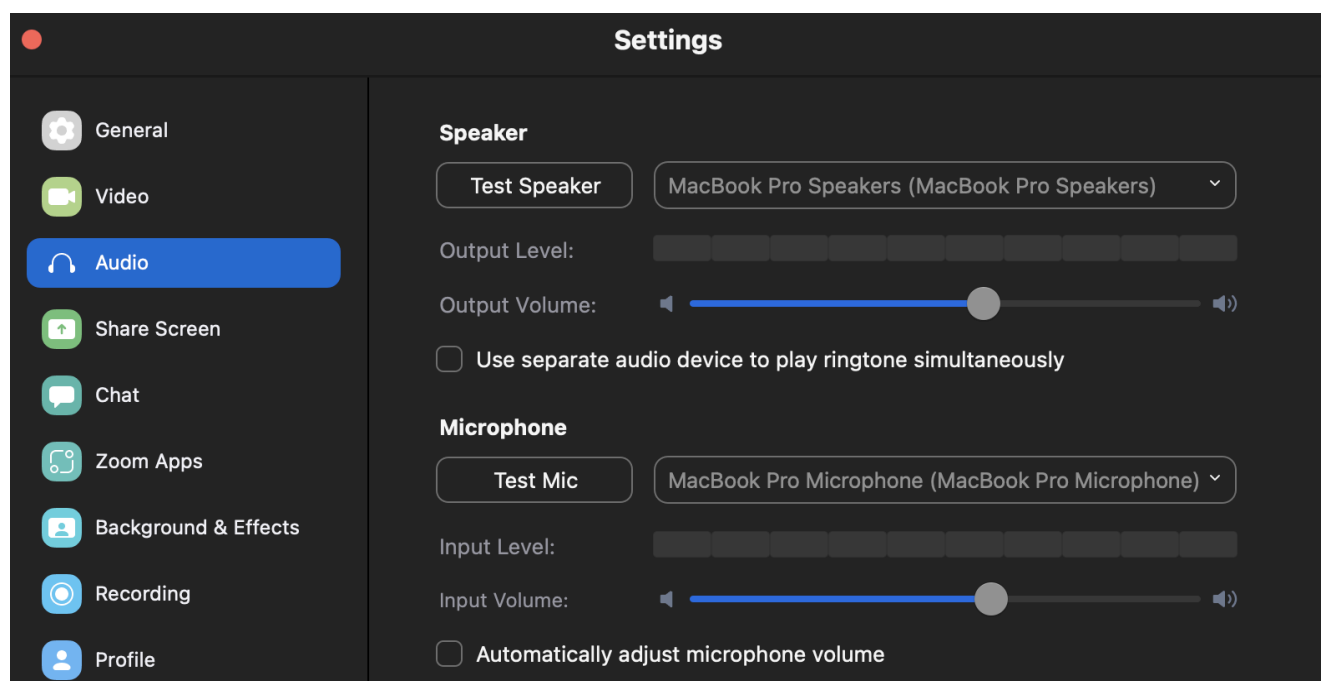 Settings
General
Video
Audio
Share Screen
Chat
Zoom Apps
Background & Effects
Recording
Profile
Speaker
Test Speaker
MacBook Pro Speakers (MacBook Pro Speakers)
Output Level:
Output Volume:
Use separate audio device to play ringtone simultaneously
Microphone
Test Mic
MacBook Pro Microphone (MacBook Pro Microphone)
Input Level:
Input Volume:
Automatically adjust microphone volume